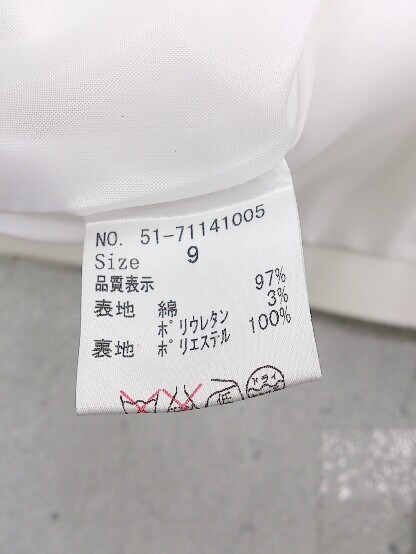 NO. 51-71141005
Size 9
品質表示
表地 綿 97%
ポリウレタン 3%
裏地 ポリエステル 100%
低 ドライ